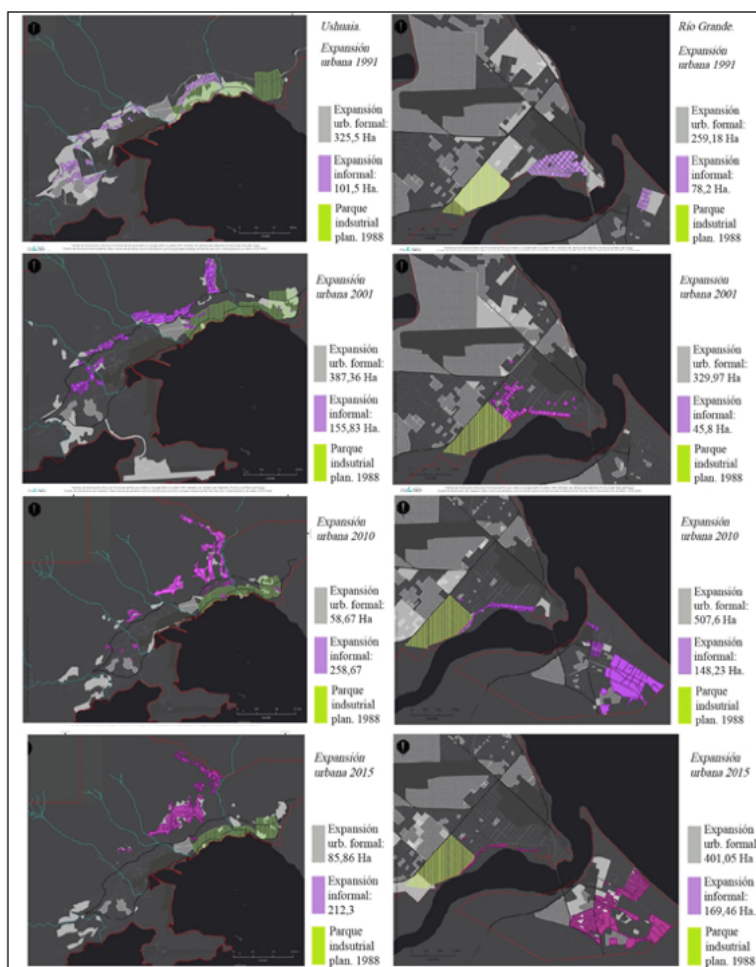 Ushuaia.
Expansión
urbana 1991
Expansión
urb. formal:
325,5 Ha
Expansión
informal:
101,5 Ha.
Parque
indsutrial
plan. 1988
Río Grande.
Expansión
urbana 1991
Expansión
urb. formal:
259,18 Ha
Expansión
informal:
78,2 Ha.
Parque
indsutrial
plan. 1988
Expansión
urbana 2001
Expansión
urb. formal:
387,36 Ha
Expansión
informal:
155,83 Ha.
Parque
indsutrial
plan. 1988
Expansión
urbana 2001
Expansión
urb. formal:
329,97 Ha
Expansión
informal:
45,8 Ha.
Parque
indsutrial
plan. 1988
Expansión
urbana 2010
Expansión
urb. formal:
58,67 Ha
Expansión
informal:
258,67
Parque
indsutrial
plan. 1988
Expansión
urbana 2010
Expansión
urb. formal:
507,6 Ha
Expansión
informal:
148,23 Ha.
Parque
indsutrial
plan. 1988
Expansión
urbana 2015
Expansión
urb. formal:
85,86 Ha
Expansión
informal:
212,3
Parque
indsutrial
plan. 1988
Expansión
urbana 2015
Expansión
urb. formal
401,05 Ha
Expansión
informal:
169,46 Ha.
Parque
indsutrial
plan. 1988